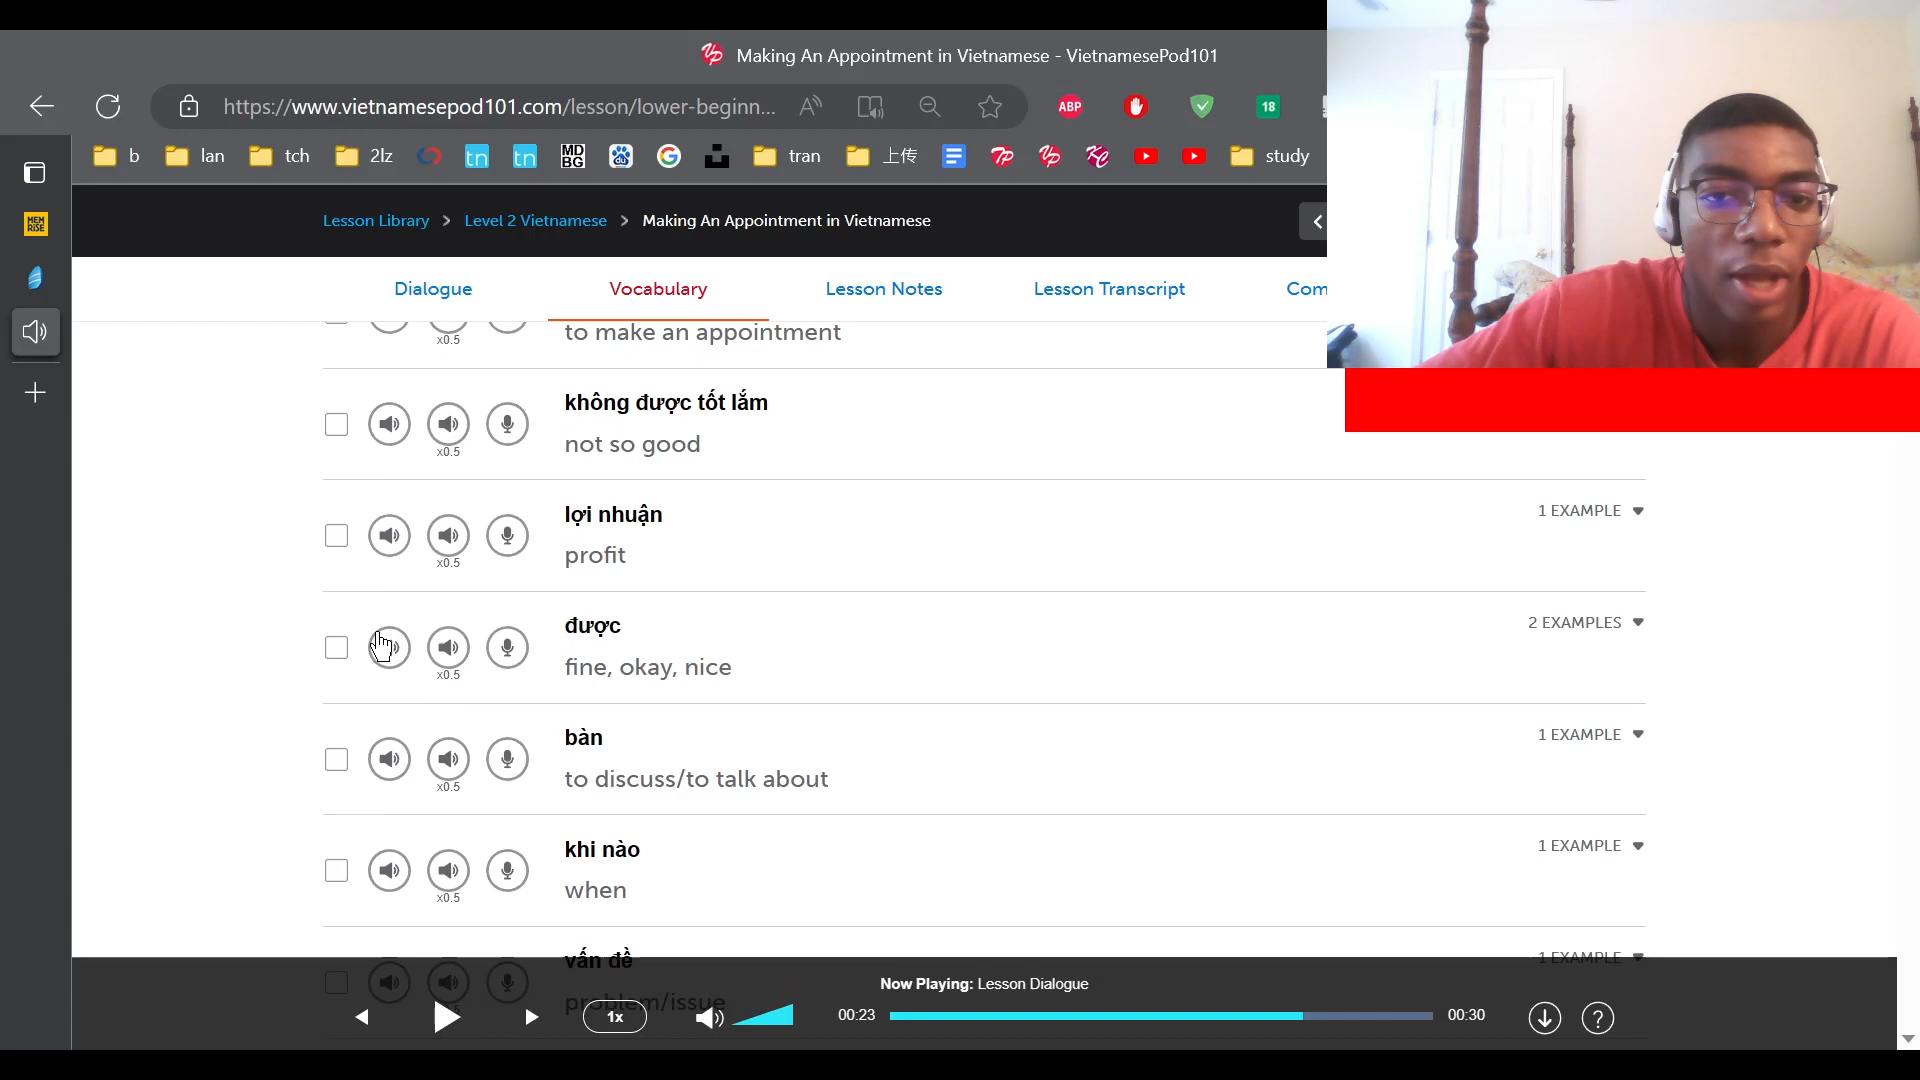 Making An Appointment in Vietnamese - VietnamesePod101
https://www.vietnamesepod101.com/lesson/lower-beginn...
ABP
18
b
lan
tch
2lz
tn
tn
MD
BG
du
G
tran
上传
study
MEM
RISE
Lesson Library > Level 2 Vietnamese > Making An Appointment in Vietnamese
Dialogue
Vocabulary
Lesson Notes
Lesson Transcript
Com
x0.5
to make an appointment
không được tốt lắm
x0.5
not so good
lợi nhuận
1 EXAMPLE
x0.5
profit
được
2 EXAMPLES
x0.5
fine, okay, nice
bàn
1 EXAMPLE
x0.5
to discuss/to talk about
khi nào
1 EXAMPLE
x0.5
when
vấn đề
1 EXAMPLE
problem/issue
Now Playing: Lesson Dialogue
1x
00:23
00:30
?